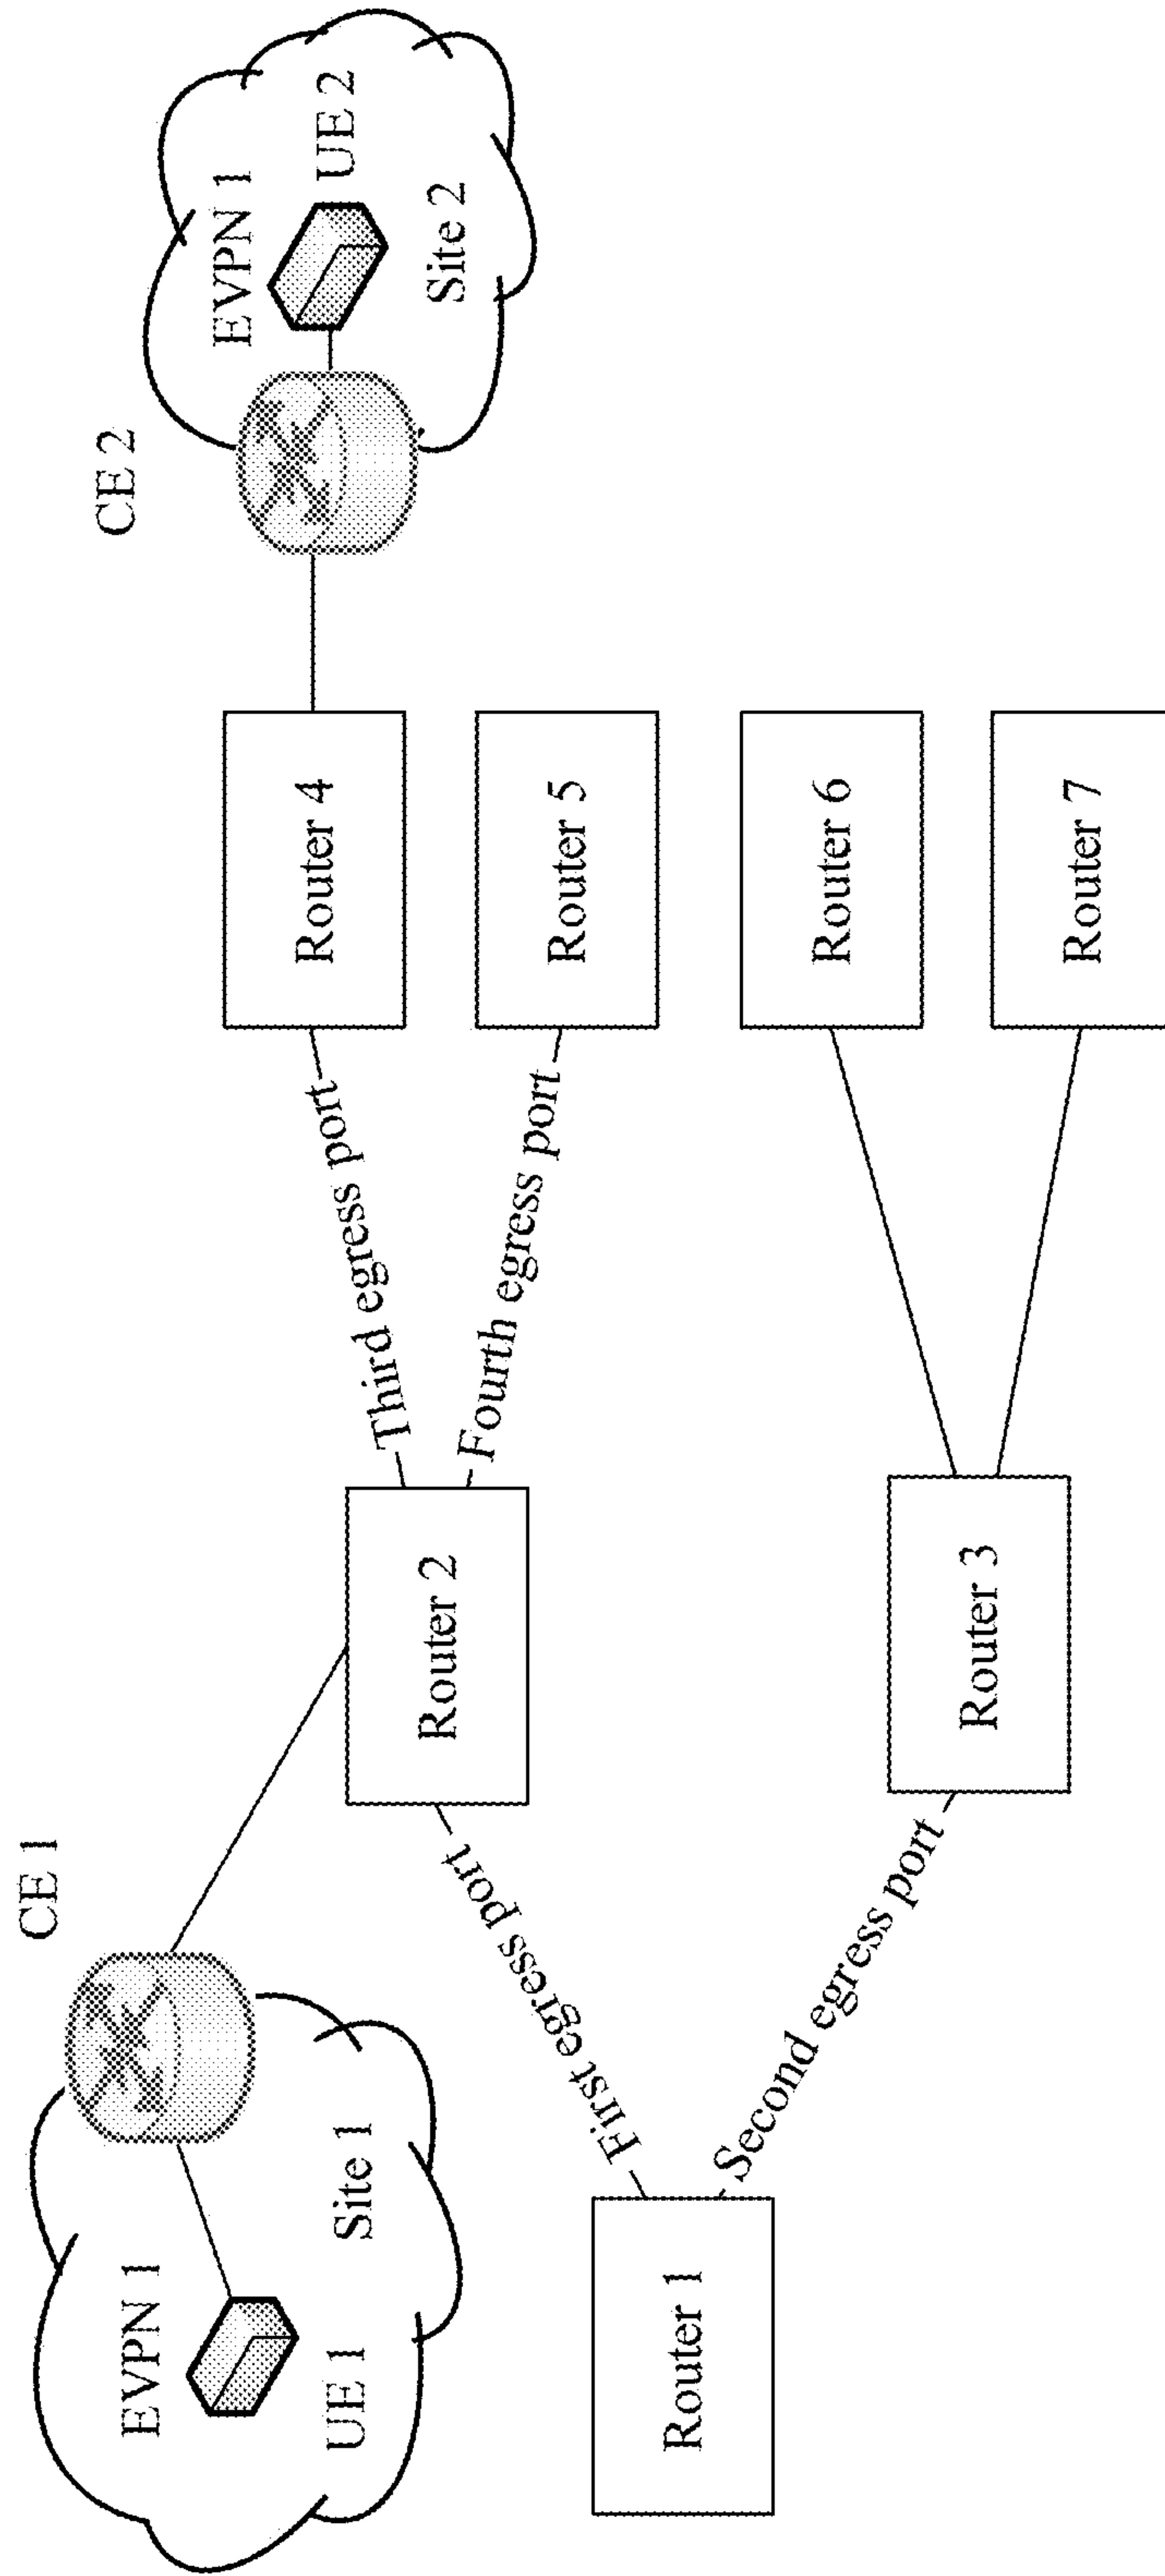 CE 1
EVPN 1
UE 1
Site 1
CE 2
EVPN 1
UE 2
Site 2
Router 1
First egress port
Second egress port
Router 2
Third egress port
Fourth egress port
Router 3
Router 4
Router 5
Router 6
Router 7